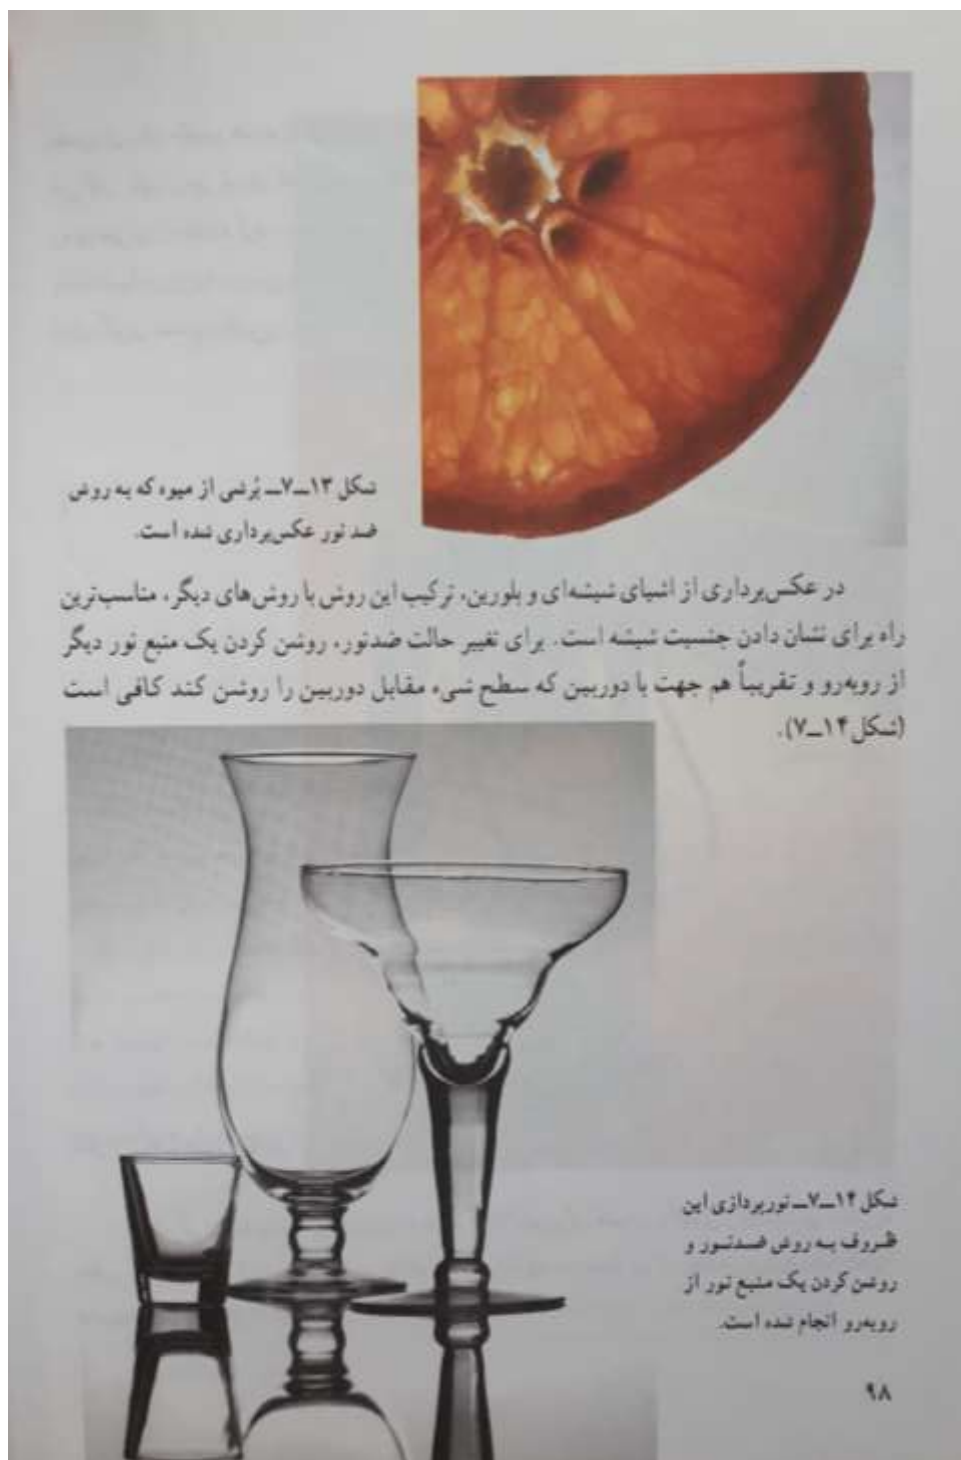 شکل ۱۳ــ۷ــ بُرشی از میوه که به روش
ضد نور عکس‌برداری شده است.
در عکس‌برداری از اشیای شیشه‌ای و بلورین، ترکیب این روش با روش‌های دیگر، مناسب‌ترین
راه برای نشان دادن جنسیت شیشه است. برای تغییر حالت ضدنور، روشن کردن یک منبع نور دیگر
از روبه‌رو و تقریباً هم جهت با دوربین که سطح شیء مقابل دوربین را روشن کند کافی است
(شکل ۱۴ــ۷).
شکل ۱۴ــ۷ــ نورپردازی این
ظروف به روش ضدنور و
روشن کردن یک منبع نور از
روبه‌رو انجام شده است.
۹۸